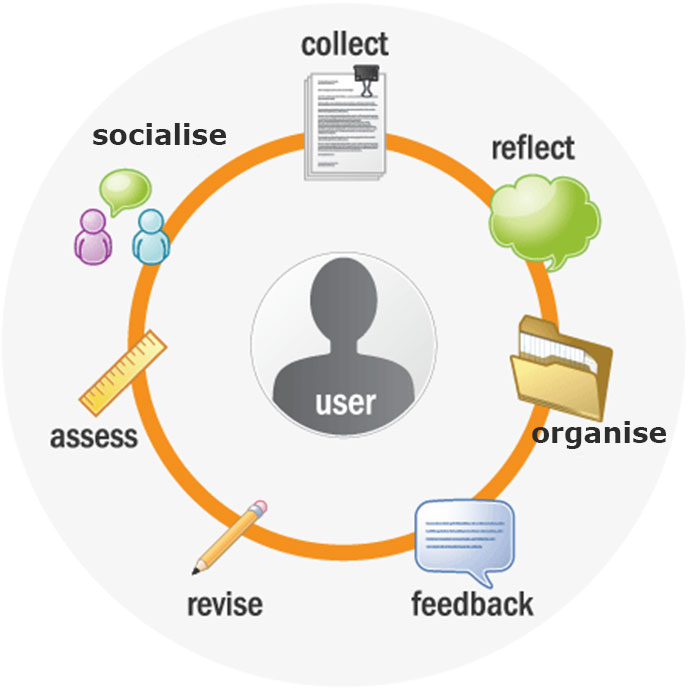 collect
socialise
reflect
user
assess
organise
revise
feedback